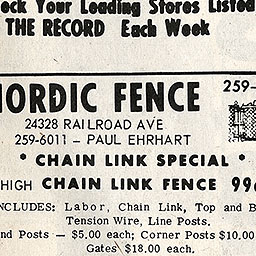 eck Your Leading Stores Listed
THE RECORD Each Week
NORDIC FENCE
259-
24328 RAILROAD AVE
259-6011 – PAUL EHRHART
* CHAIN LINK SPECIAL *
HIGH CHAIN LINK FENCE 99
NCLUDES: Labor, Chain Link, Top and B
Tension Wire, Line Posts.
nd Posts — $5.00 each; Corner Posts $10.00
Gates $18.00 each.